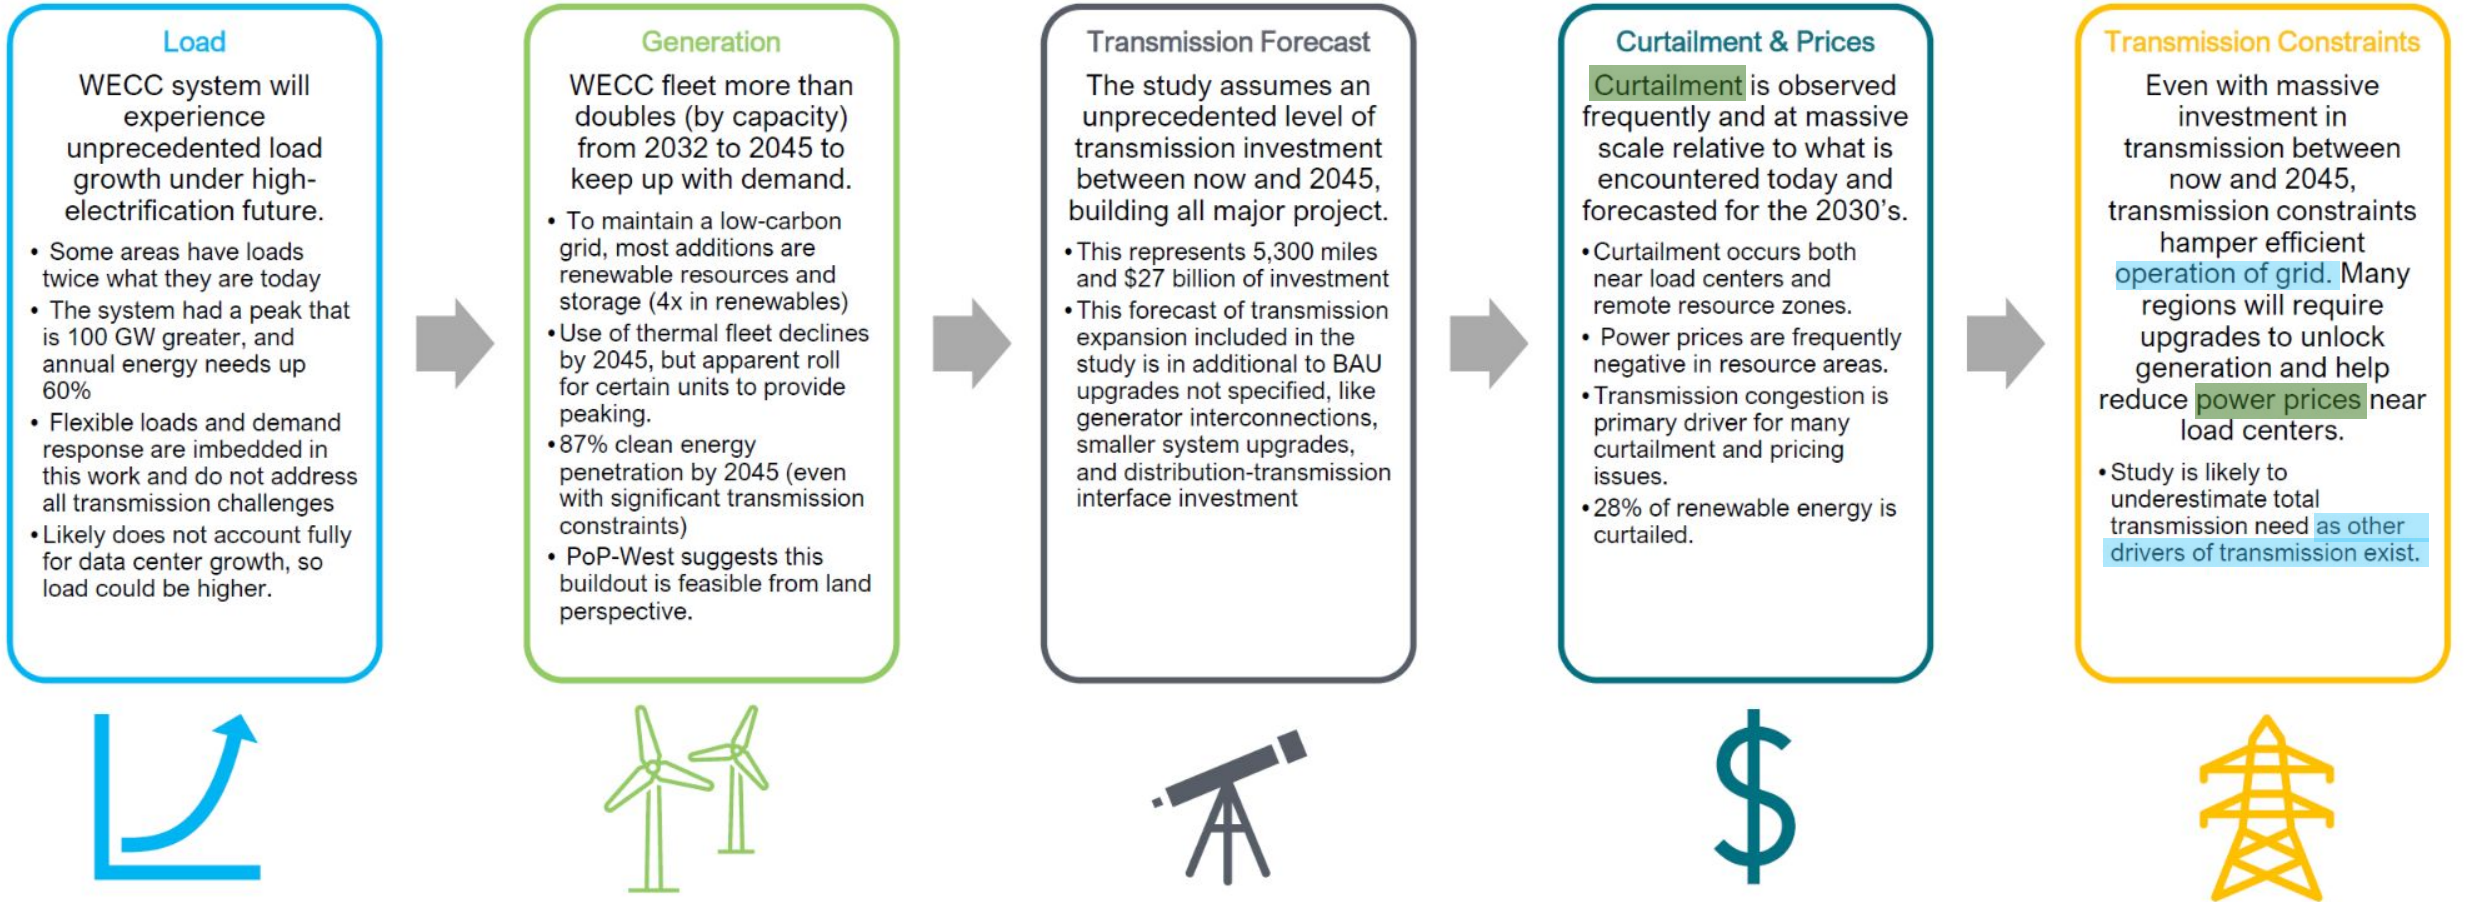 Load
WECC system will
experience
unprecedented load
growth under high-
electrification future.
• Some areas have loads
twice what they are today
• The system had a peak that
is 100 GW greater, and
annual energy needs up
60%
• Flexible loads and demand
response are imbedded in
this work and do not address
all transmission challenges
• Likely does not account fully
for data center growth, so
load could be higher.
Generation
WECC fleet more than
doubles (by capacity)
from 2032 to 2045 to
keep up with demand.
• To maintain a low-carbon
grid, most additions are
renewable resources and
storage (4x in renewables)
• Use of thermal fleet declines
by 2045, but apparent roll
for certain units to provide
peaking.
• 87% clean energy
penetration by 2045 (even
with significant transmission
constraints)
• PoP-West suggests this
buildout is feasible from land
perspective.
Transmission Forecast
The study assumes an
unprecedented level of
transmission investment
between now and 2045,
building all major project.
• This represents 5,300 miles
and $27 billion of investment
• This forecast of transmission
expansion included in the
study is in additional to BAU
upgrades not specified, like
generator interconnections,
smaller system upgrades,
and distribution-transmission
interface investment
Curtailment & Prices
Curtailment is observed
frequently and at massive
scale relative to what is
encountered today and
forecasted for the 2030's.
• Curtailment occurs both
near load centers and
remote resource zones.
• Power prices are frequently
negative in resource areas.
• Transmission congestion is
primary driver for many
curtailment and pricing
issues.
• 28% of renewable energy is
curtailed.
Transmission Constraints
Even with massive
investment in
transmission between
now and 2045,
transmission constraints
hamper efficient
operation of grid. Many
regions will require
upgrades to unlock
generation and help
reduce power prices near
load centers.
• Study is likely to
underestimate total
transmission need as other
drivers of transmission exist.